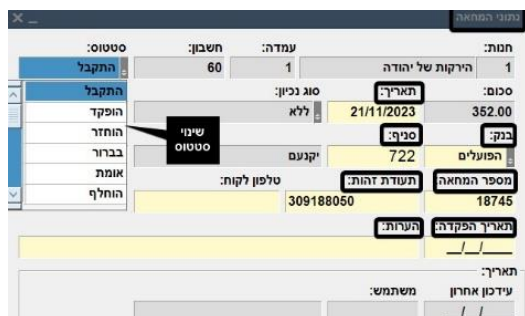 נתוני המחאה
חנות: עמדה: חשבון: סטטוס:
1 הירקות של יהודה 1 60 התקבל
סכום: תאריך: סוג נכיון:
352.00 21/11/2023 ללא
התקבל
הופקד
הוחזר
בברור
אומת
הוחלף
שינוי
סטטוס
בנק: סניף:
הפועלים 722 יקנעם
מספר המחאה: תעודת זהות: טלפון לקוח:
18745 309188050
תאריך הפקדה: הערות:
__/__/____
תאריך:
עידכון אחרון משתמש:
/ /